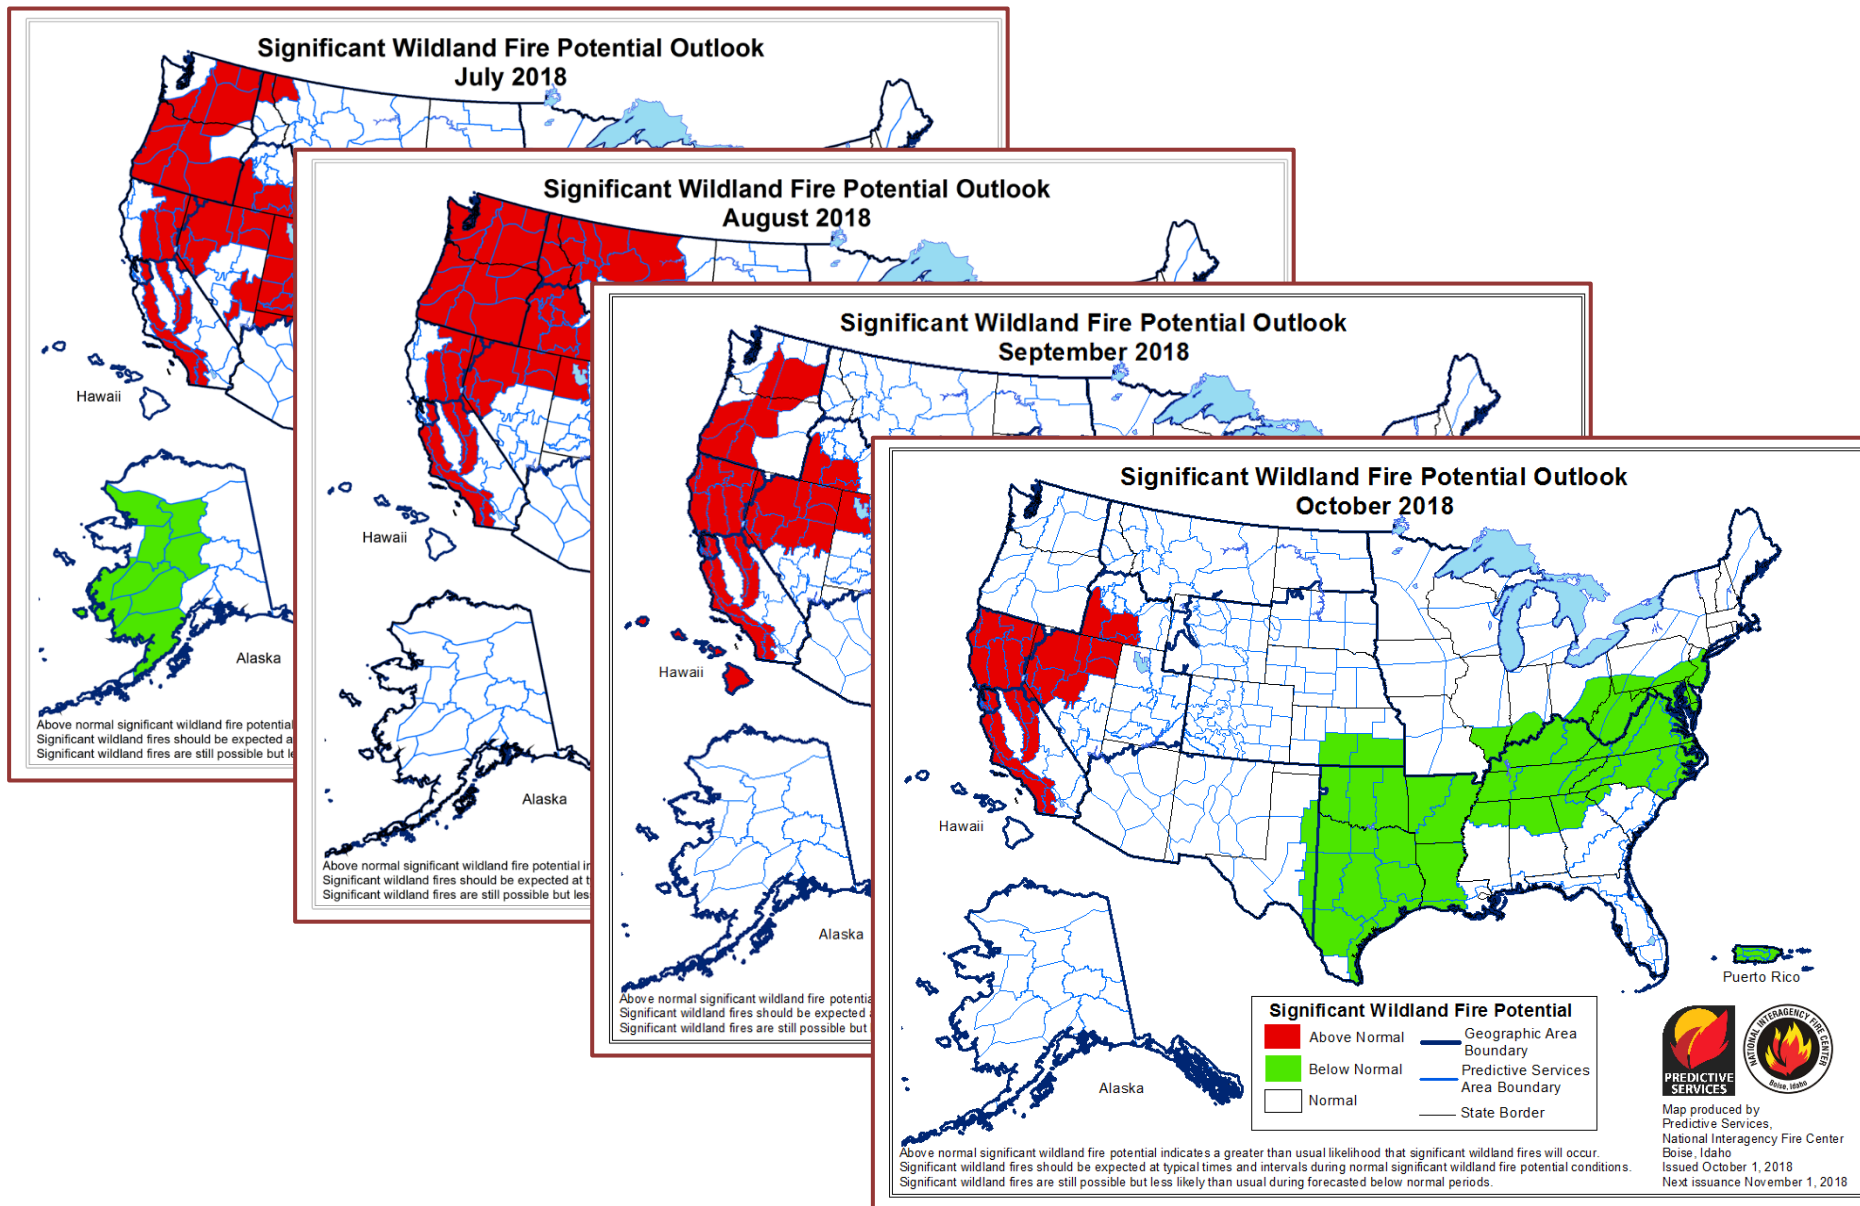 Significant Wildland Fire Potential Outlook
July 2018
Hawaii
Alaska
Above normal significant wildland fire potential
Significant wildland fires should be expected a
Significant wildland fires are still possible but le
Significant Wildland Fire Potential Outlook
August 2018
Hawaii
Alaska
Above normal significant wildland fire potential in
Significant wildland fires should be expected at t
Significant wildland fires are still possible but les
Significant Wildland Fire Potential Outlook
September 2018
Hawaii
Alaska
Above normal significant wildland fire potentia
Significant wildland fires should be expected a
Significant wildland fires are still possible but l
Significant Wildland Fire Potential Outlook
October 2018
Hawaii
Alaska
Puerto Rico
Significant Wildland Fire Potential
Above Normal
Geographic Area
Boundary
Below Normal
Predictive Services
Area Boundary
Normal
State Border
PREDICTIVE
SERVICES
NATIONAL INTERAGENCY FIRE CENTER
Boise, Idaho
Map produced by
Predictive Services,
National Interagency Fire Center
Boise, Idaho
Issued October 1, 2018
Next issuance November 1, 2018
Above normal significant wildland fire potential indicates a greater than usual likelihood that significant wildland fires will occur.
Significant wildland fires should be expected at typical times and intervals during normal significant wildland fire potential conditions.
Significant wildland fires are still possible but less likely than usual during forecasted below normal periods.